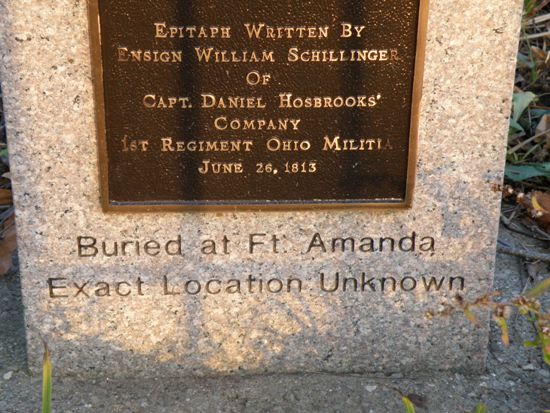 Epitaph Written By
Ensign William Schillinger
Of
Capt. Daniel Hosbrooks'
Company
1st Regiment Ohio Militia
June 26, 1813
Buried at Ft. Amanda
Exact Location Unknown